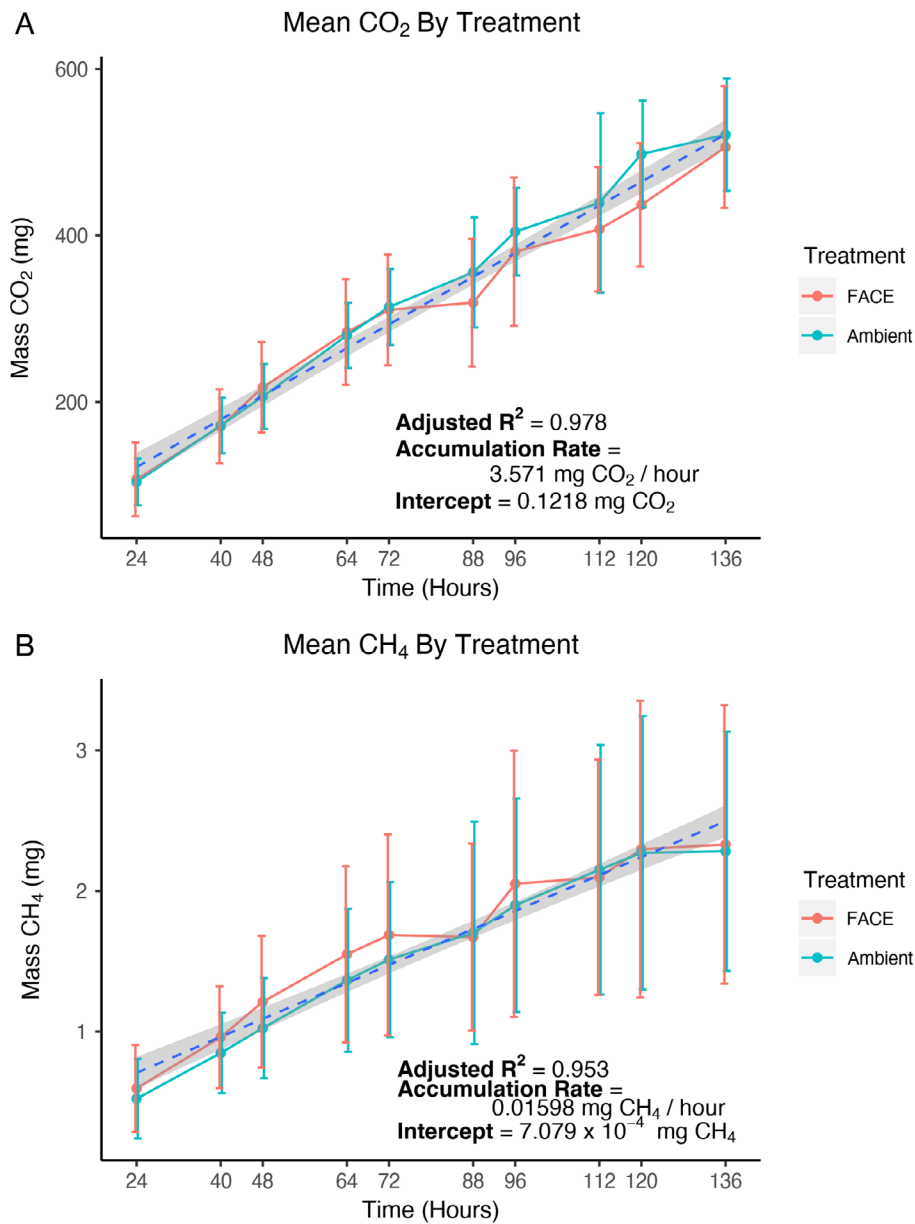 A
Mean CO₂ By Treatment
600
400
200
Mass CO₂ (mg)
Adjusted R² = 0.978
Accumulation Rate =
3.571 mg CO₂ / hour
Intercept = 0.1218 mg CO₂
24 40 48 64 72 88 96 112 120 136
Time (Hours)
Treatment
FACE
Ambient
B
Mean CH₄ By Treatment
3
2
1
Mass CH₄ (mg)
Adjusted R² = 0.953
Accumulation Rate =
0.01598 mg CH₄ / hour
Intercept = 7.079 x 10⁻⁴ mg CH₄
24 40 48 64 72 88 96 112 120 136
Time (Hours)
Treatment
FACE
Ambient